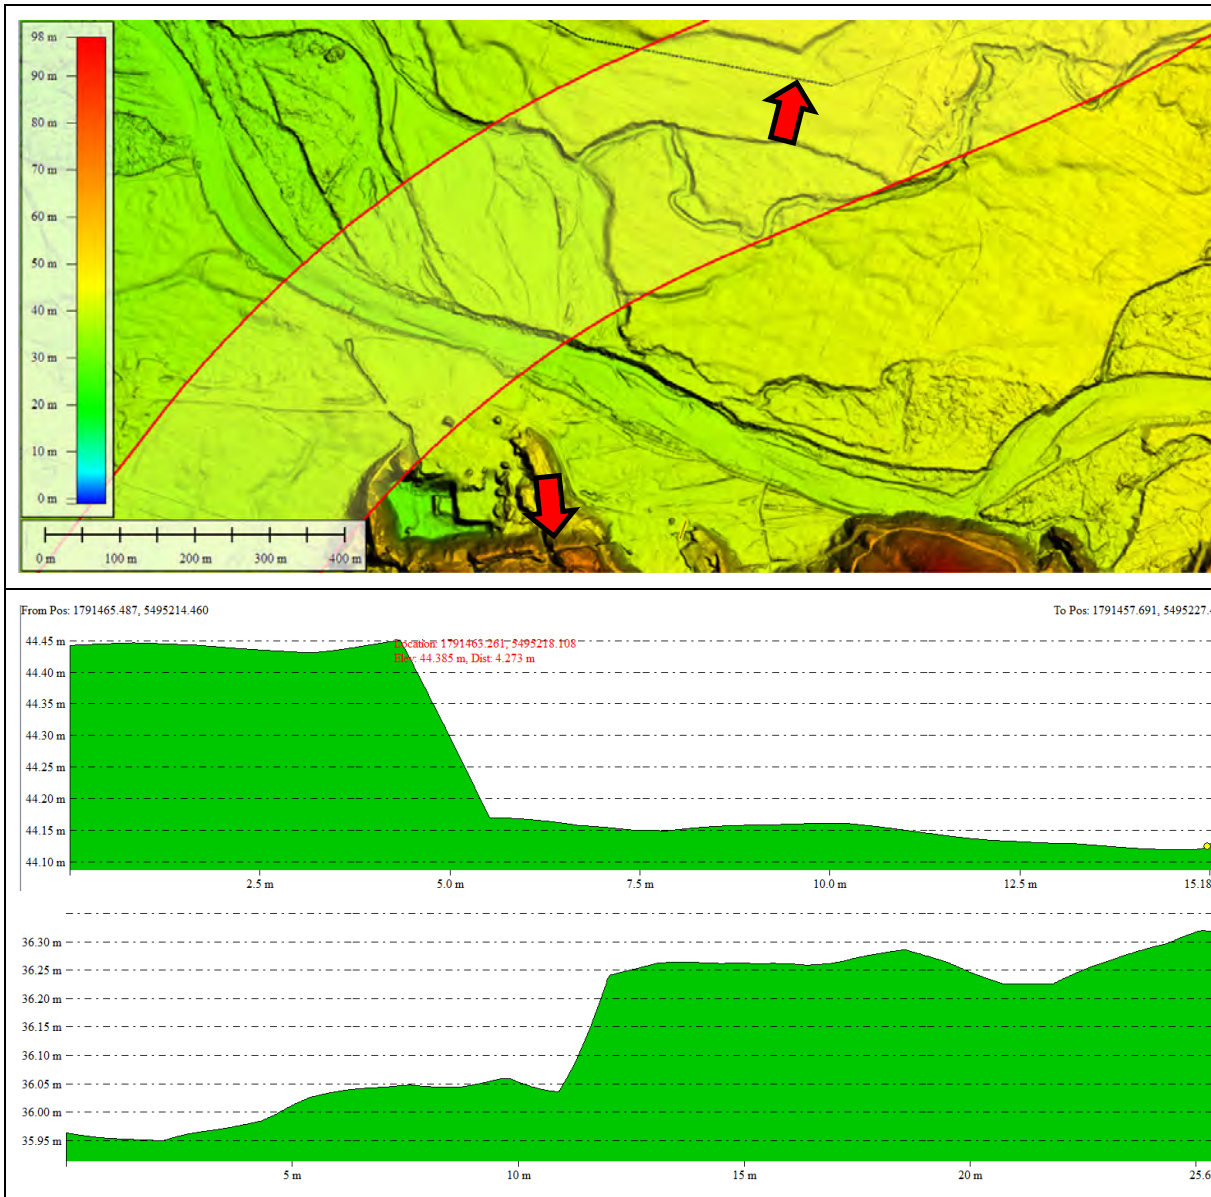 98 m
90 m
80 m
70 m
60 m
50 m
40 m
30 m
20 m
10 m
0 m
0 m 100 m 200 m 300 m 400 m
From Pos: 1791465.487, 5495214.460 To Pos: 1791457.691, 5495227.4
44.45 m
Location: 1791463.261, 5495218.108
Elev: 44.385 m, Dist: 4.273 m
44.40 m
44.35 m
44.30 m
44.25 m
44.20 m
44.15 m
44.10 m
2.5 m 5.0 m 7.5 m 10.0 m 12.5 m 15.18
36.30 m
36.25 m
36.20 m
36.15 m
36.10 m
36.05 m
36.00 m
35.95 m
5 m 10 m 15 m 20 m 25.6